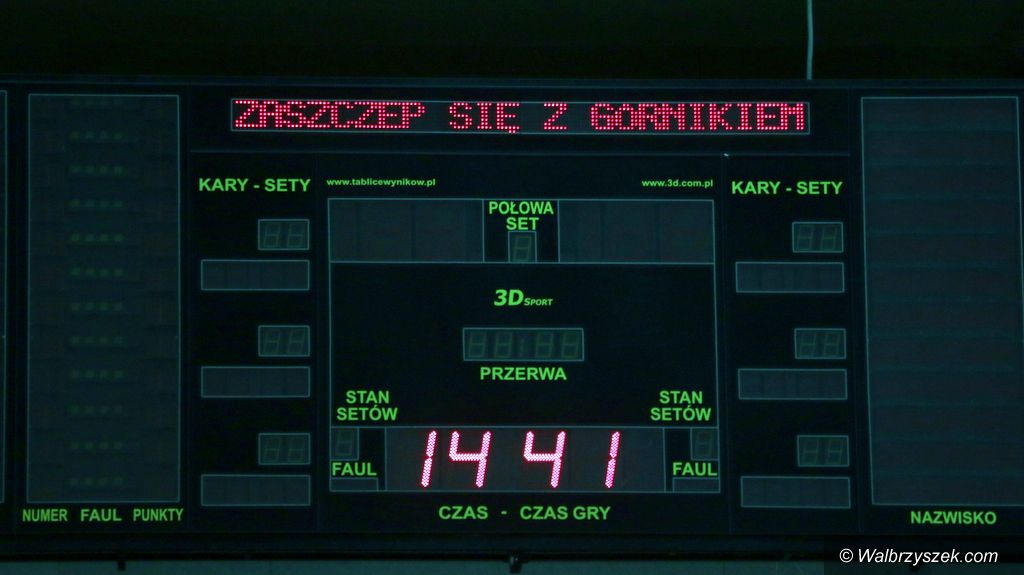 ZASZCZEP SIĘ Z GORNIKIEM
KARY - SETY
www.tablicewynikow.pl
www.3d.com.pl
KARY - SETY
POŁOWA
SET
3D SPORT
PRZERWA
STAN
SETÓW
STAN
SETÓW
14 41
FAUL
FAUL
NUMER FAUL PUNKTY
CZAS - CZAS GRY
NAZWISKO
© Walbrzyszek.com